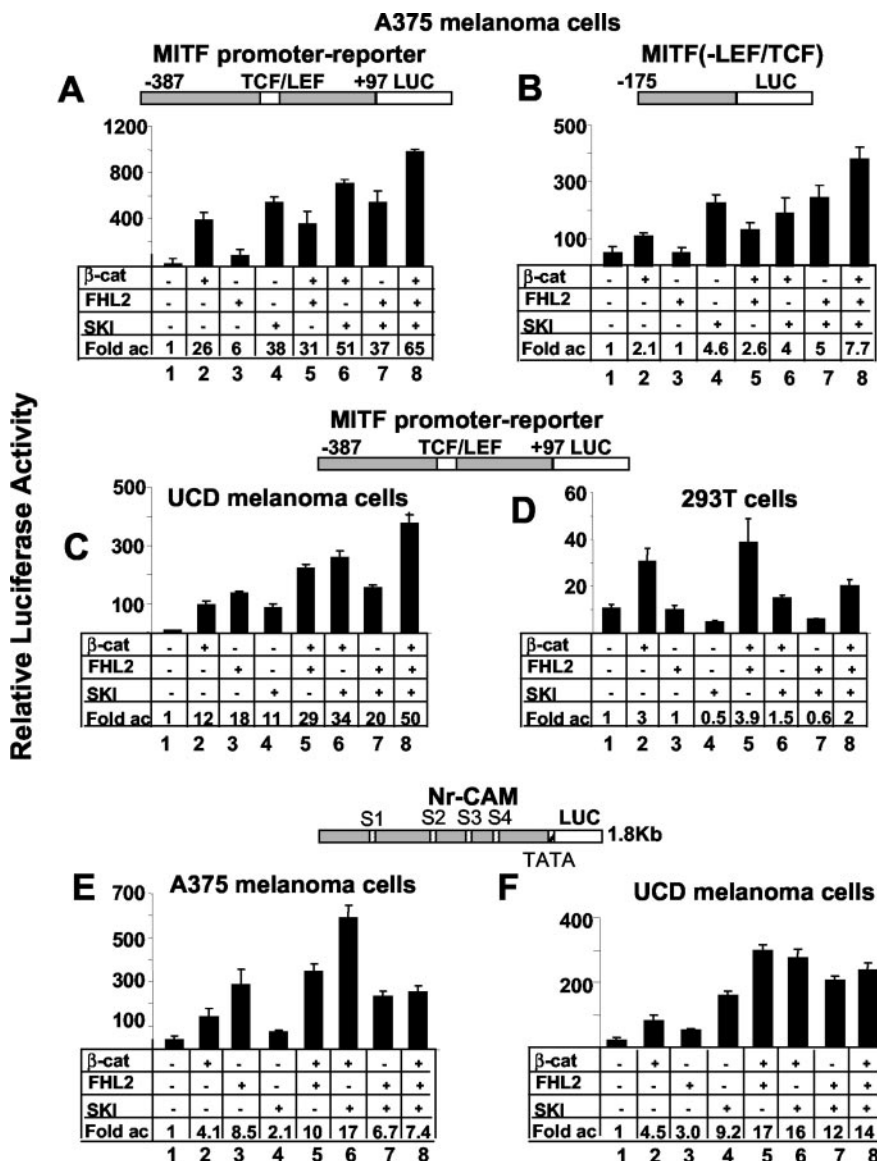 A375 melanoma cells
MITF promoter-reporter
MITF(-LEF/TCF)
A
-387 TCF/LEF +97 LUC
1200
800
400
β-cat - + - - + + - +
FHL2 - - + - + - + +
SKI - - - + - + + +
Fold ac 1 26 6 38 31 51 37 65
1 2 3 4 5 6 7 8
B
-175 LUC
500
300
100
β-cat - + - - + + - +
FHL2 - - + - + - + +
SKI - - - + - + + +
Fold ac 1 2.1 1 4.6 2.6 4 5 7.7
1 2 3 4 5 6 7 8
Relative Luciferase Activity
MITF promoter-reporter
-387 TCF/LEF +97 LUC
C
UCD melanoma cells
500
300
100
β-cat - + - - + + - +
FHL2 - - + - + - + +
SKI - - - + - + + +
Fold ac 1 12 18 11 29 34 20 50
1 2 3 4 5 6 7 8
D
293T cells
60
40
20
β-cat - + - - + + - +
FHL2 - - + - + - + +
SKI - - - + - + + +
Fold ac 1 3 1 0.5 3.9 1.5 0.6 2
1 2 3 4 5 6 7 8
Nr-CAM
S1 S2 S3 S4 LUC
1.8Kb
TATA
E
A375 melanoma cells
700
500
300
100
β-cat - + - - + + - +
FHL2 - - + - + - + +
SKI - - - + - + + +
Fold ac 1 4.1 8.5 2.1 10 17 6.7 7.4
1 2 3 4 5 6 7 8
F
UCD melanoma cells
400
200
β-cat - + - - + + - +
FHL2 - - + - + - + +
SKI - - - + - + + +
Fold ac 1 4.5 3.0 9.2 17 16 12 14
1 2 3 4 5 6 7 8